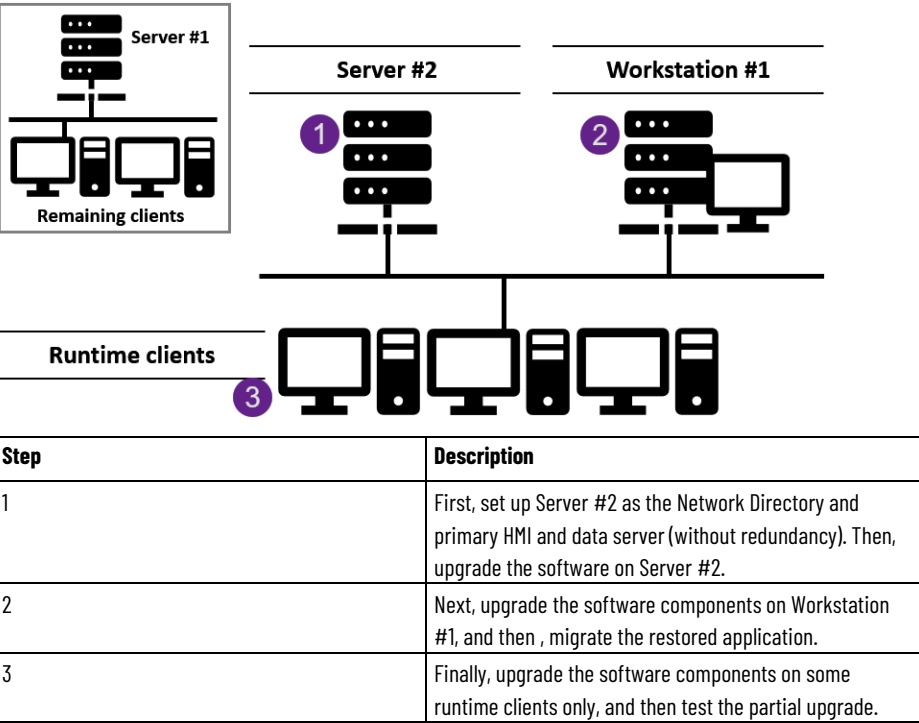 Server #1
Remaining clients
Server #2
Workstation #1
1
2
Runtime clients
3
Step
Description
1
First, set up Server #2 as the Network Directory and
primary HMI and data server (without redundancy). Then,
upgrade the software on Server #2.
2
Next, upgrade the software components on Workstation
#1, and then , migrate the restored application.
3
Finally, upgrade the software components on some
runtime clients only, and then test the partial upgrade.